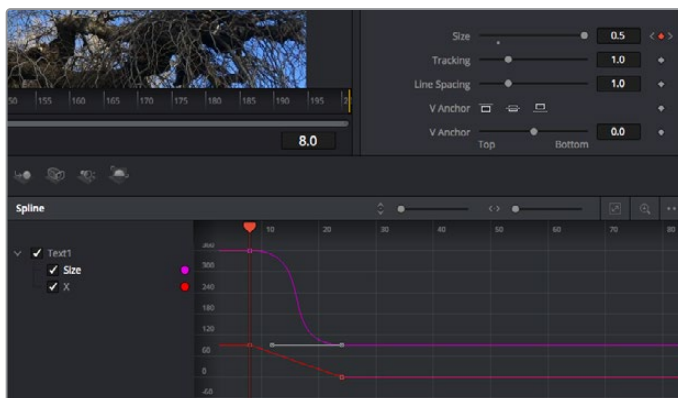 Size 0.5
Tracking 1.0
Line Spacing 1.0
V Anchor
V Anchor 0.0
Top Bottom
50 155 160 165 170 175 180 185 190 195
8.0
Spline
10 20 30 40 50 60 70 80
Text1
Size
X
300
240
180
120
60
0
-60